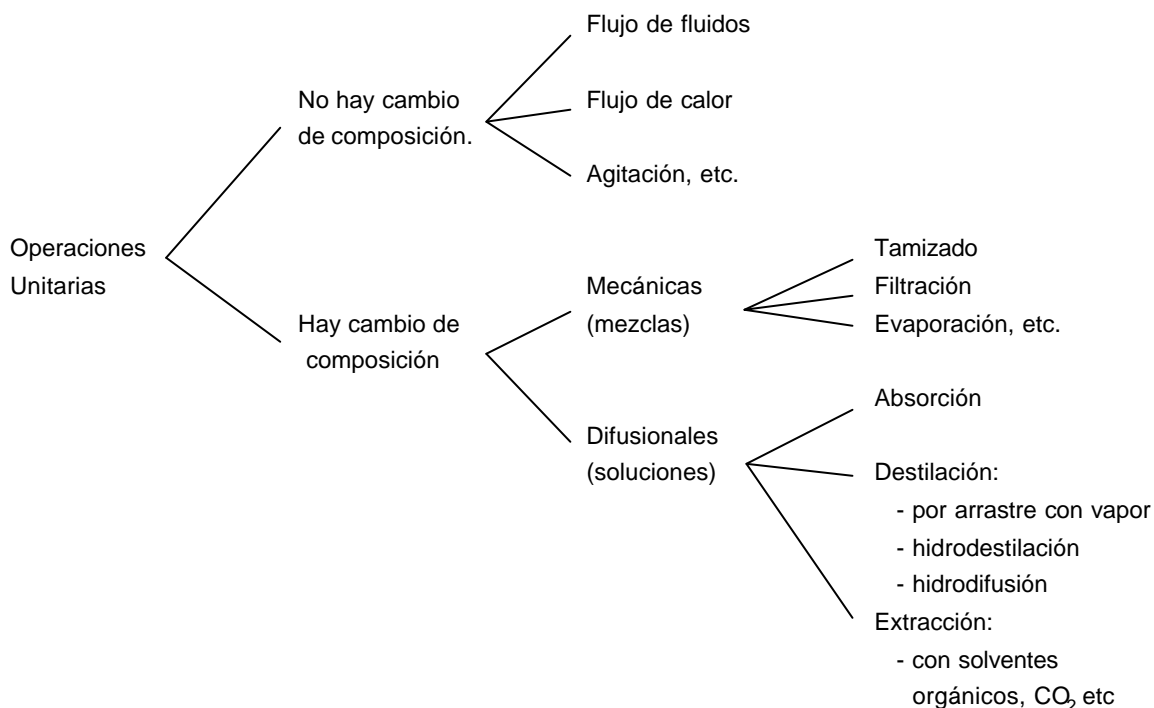 Operaciones
Unitarias
No hay cambio
de composición.
Flujo de fluidos
Flujo de calor
Agitación, etc.
Hay cambio de
composición
Mecánicas
(mezclas)
Tamizado
Filtración
Evaporación, etc.
Difusionales
(soluciones)
Absorción
Destilación:
- por arrastre con vapor
- hidrodestilación
- hidrodifusión
Extracción:
- con solventes
orgánicos, CO₂ etc